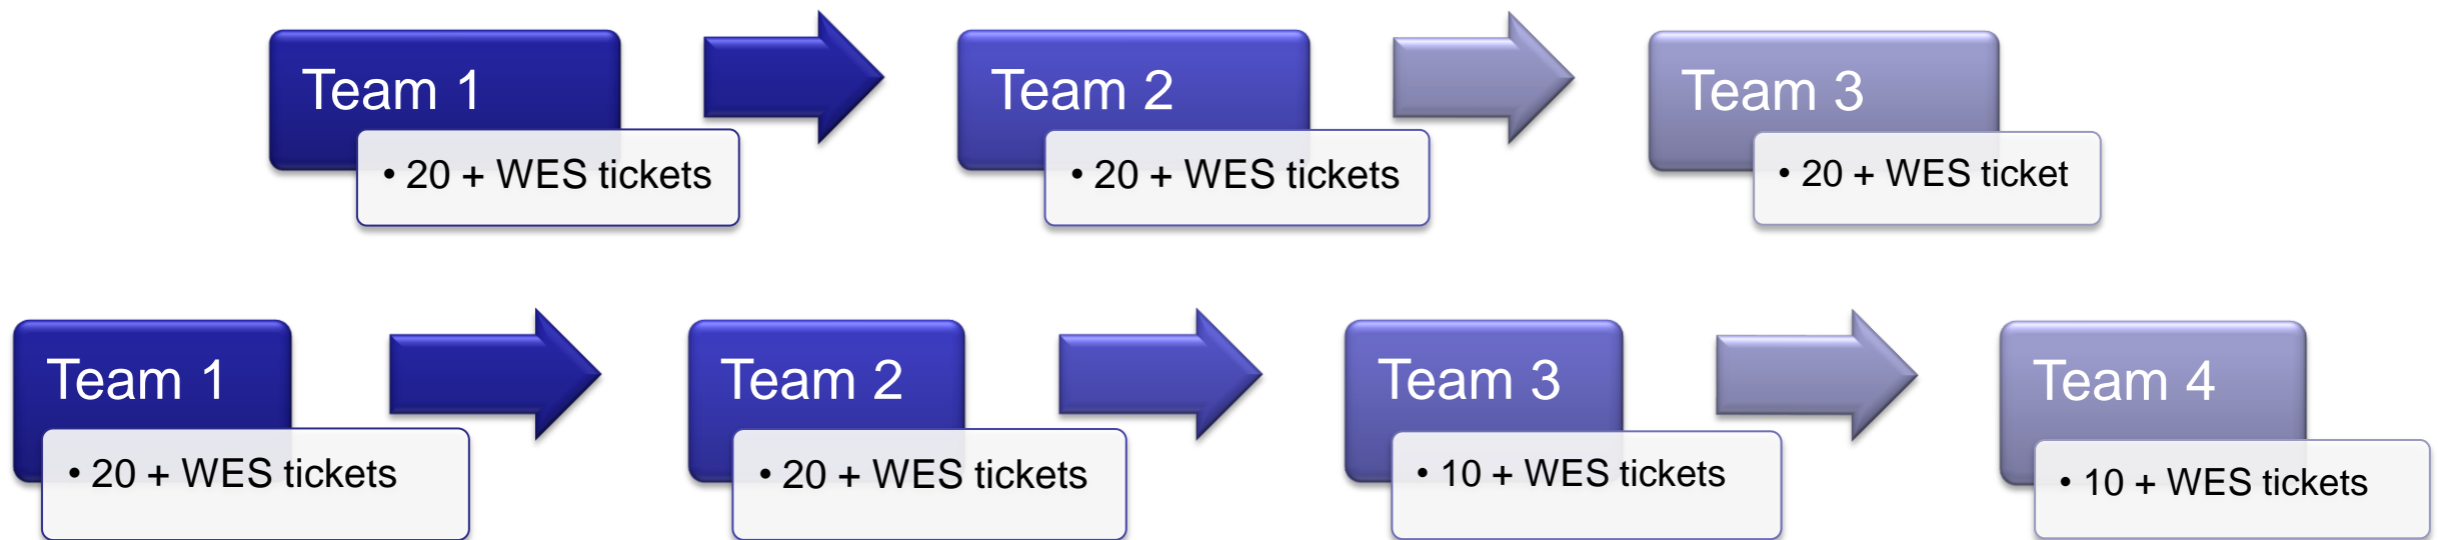 Team 1
• 20 + WES tickets
Team 2
• 20 + WES tickets
Team 3
• 20 + WES ticket
Team 1
• 20 + WES tickets
Team 2
• 20 + WES tickets
Team 3
• 10 + WES tickets
Team 4
• 10 + WES tickets